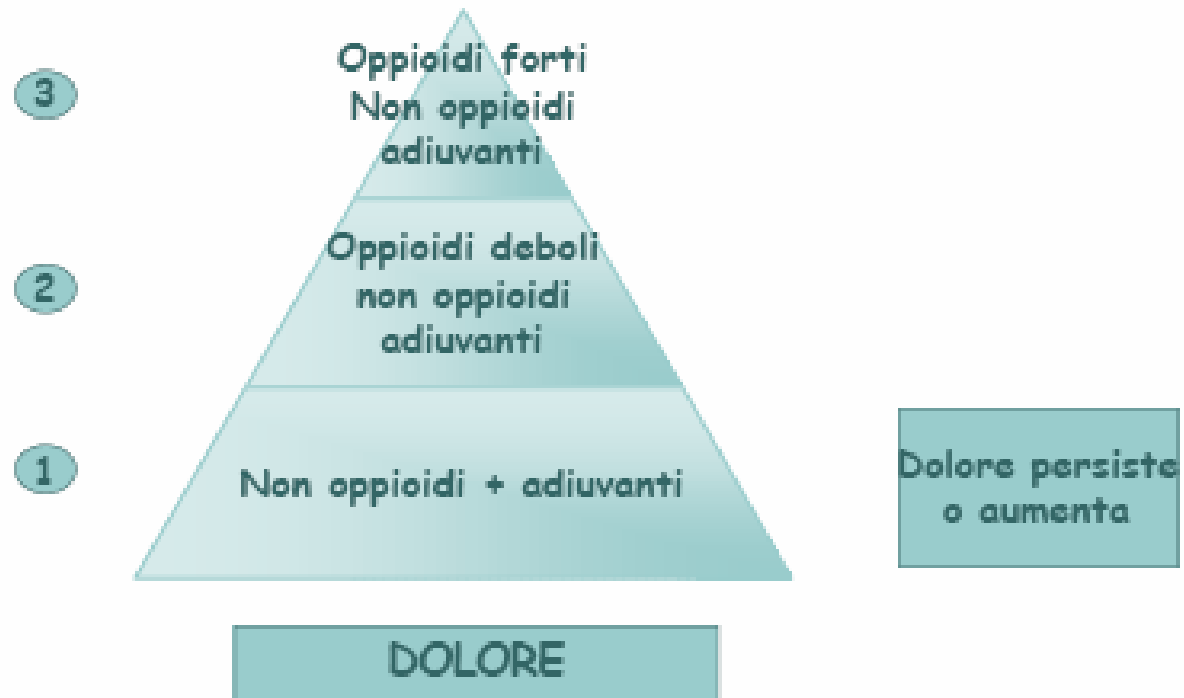 3
Oppioidi forti
Non oppioidi
adiuvanti
2
Oppioidi deboli
non oppioidi
adiuvanti
1
Non oppioidi + adiuvanti
Dolore persiste
o aumenta
DOLORE